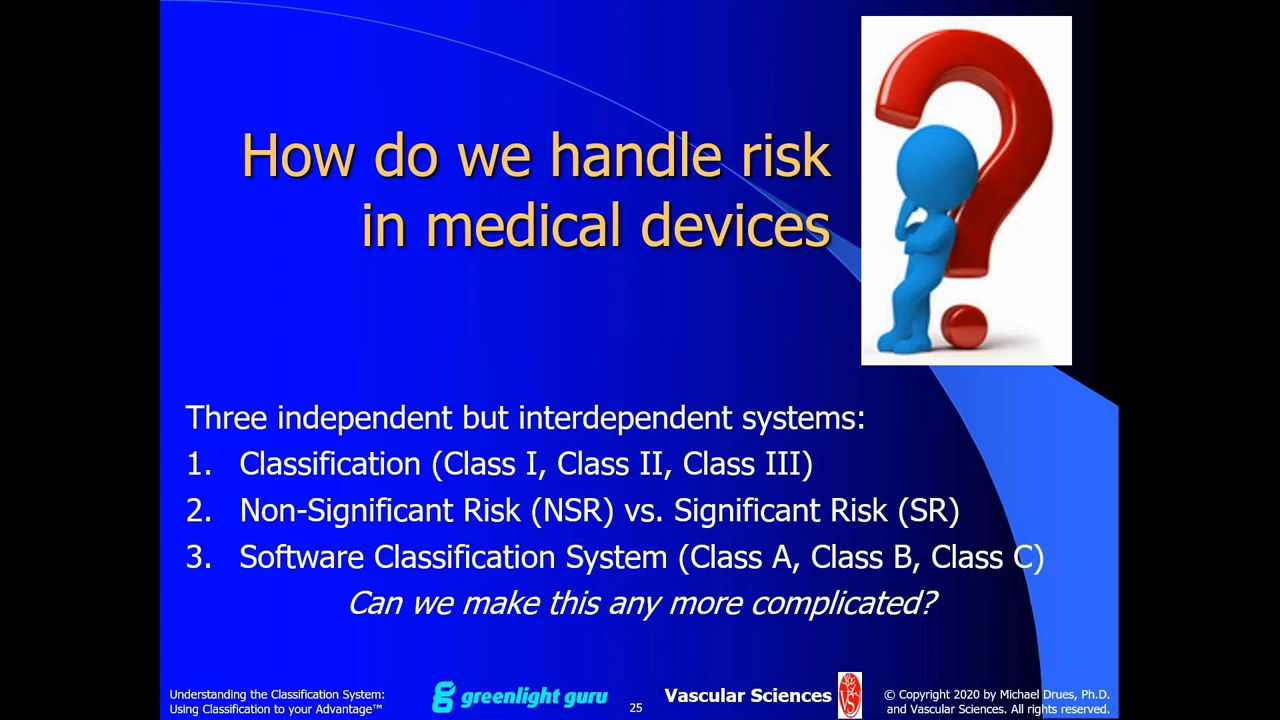 How do we handle risk
in medical devices
Three independent but interdependent systems:
1. Classification (Class I, Class II, Class III)
2. Non-Significant Risk (NSR) vs. Significant Risk (SR)
3. Software Classification System (Class A, Class B, Class C)
Can we make this any more complicated?
Understanding the Classification System:
Using Classification to your Advantage™
greenlight guru
25
Vascular Sciences
VS
© Copyright 2020 by Michael Drues, Ph.D.
and Vascular Sciences. All rights reserved.